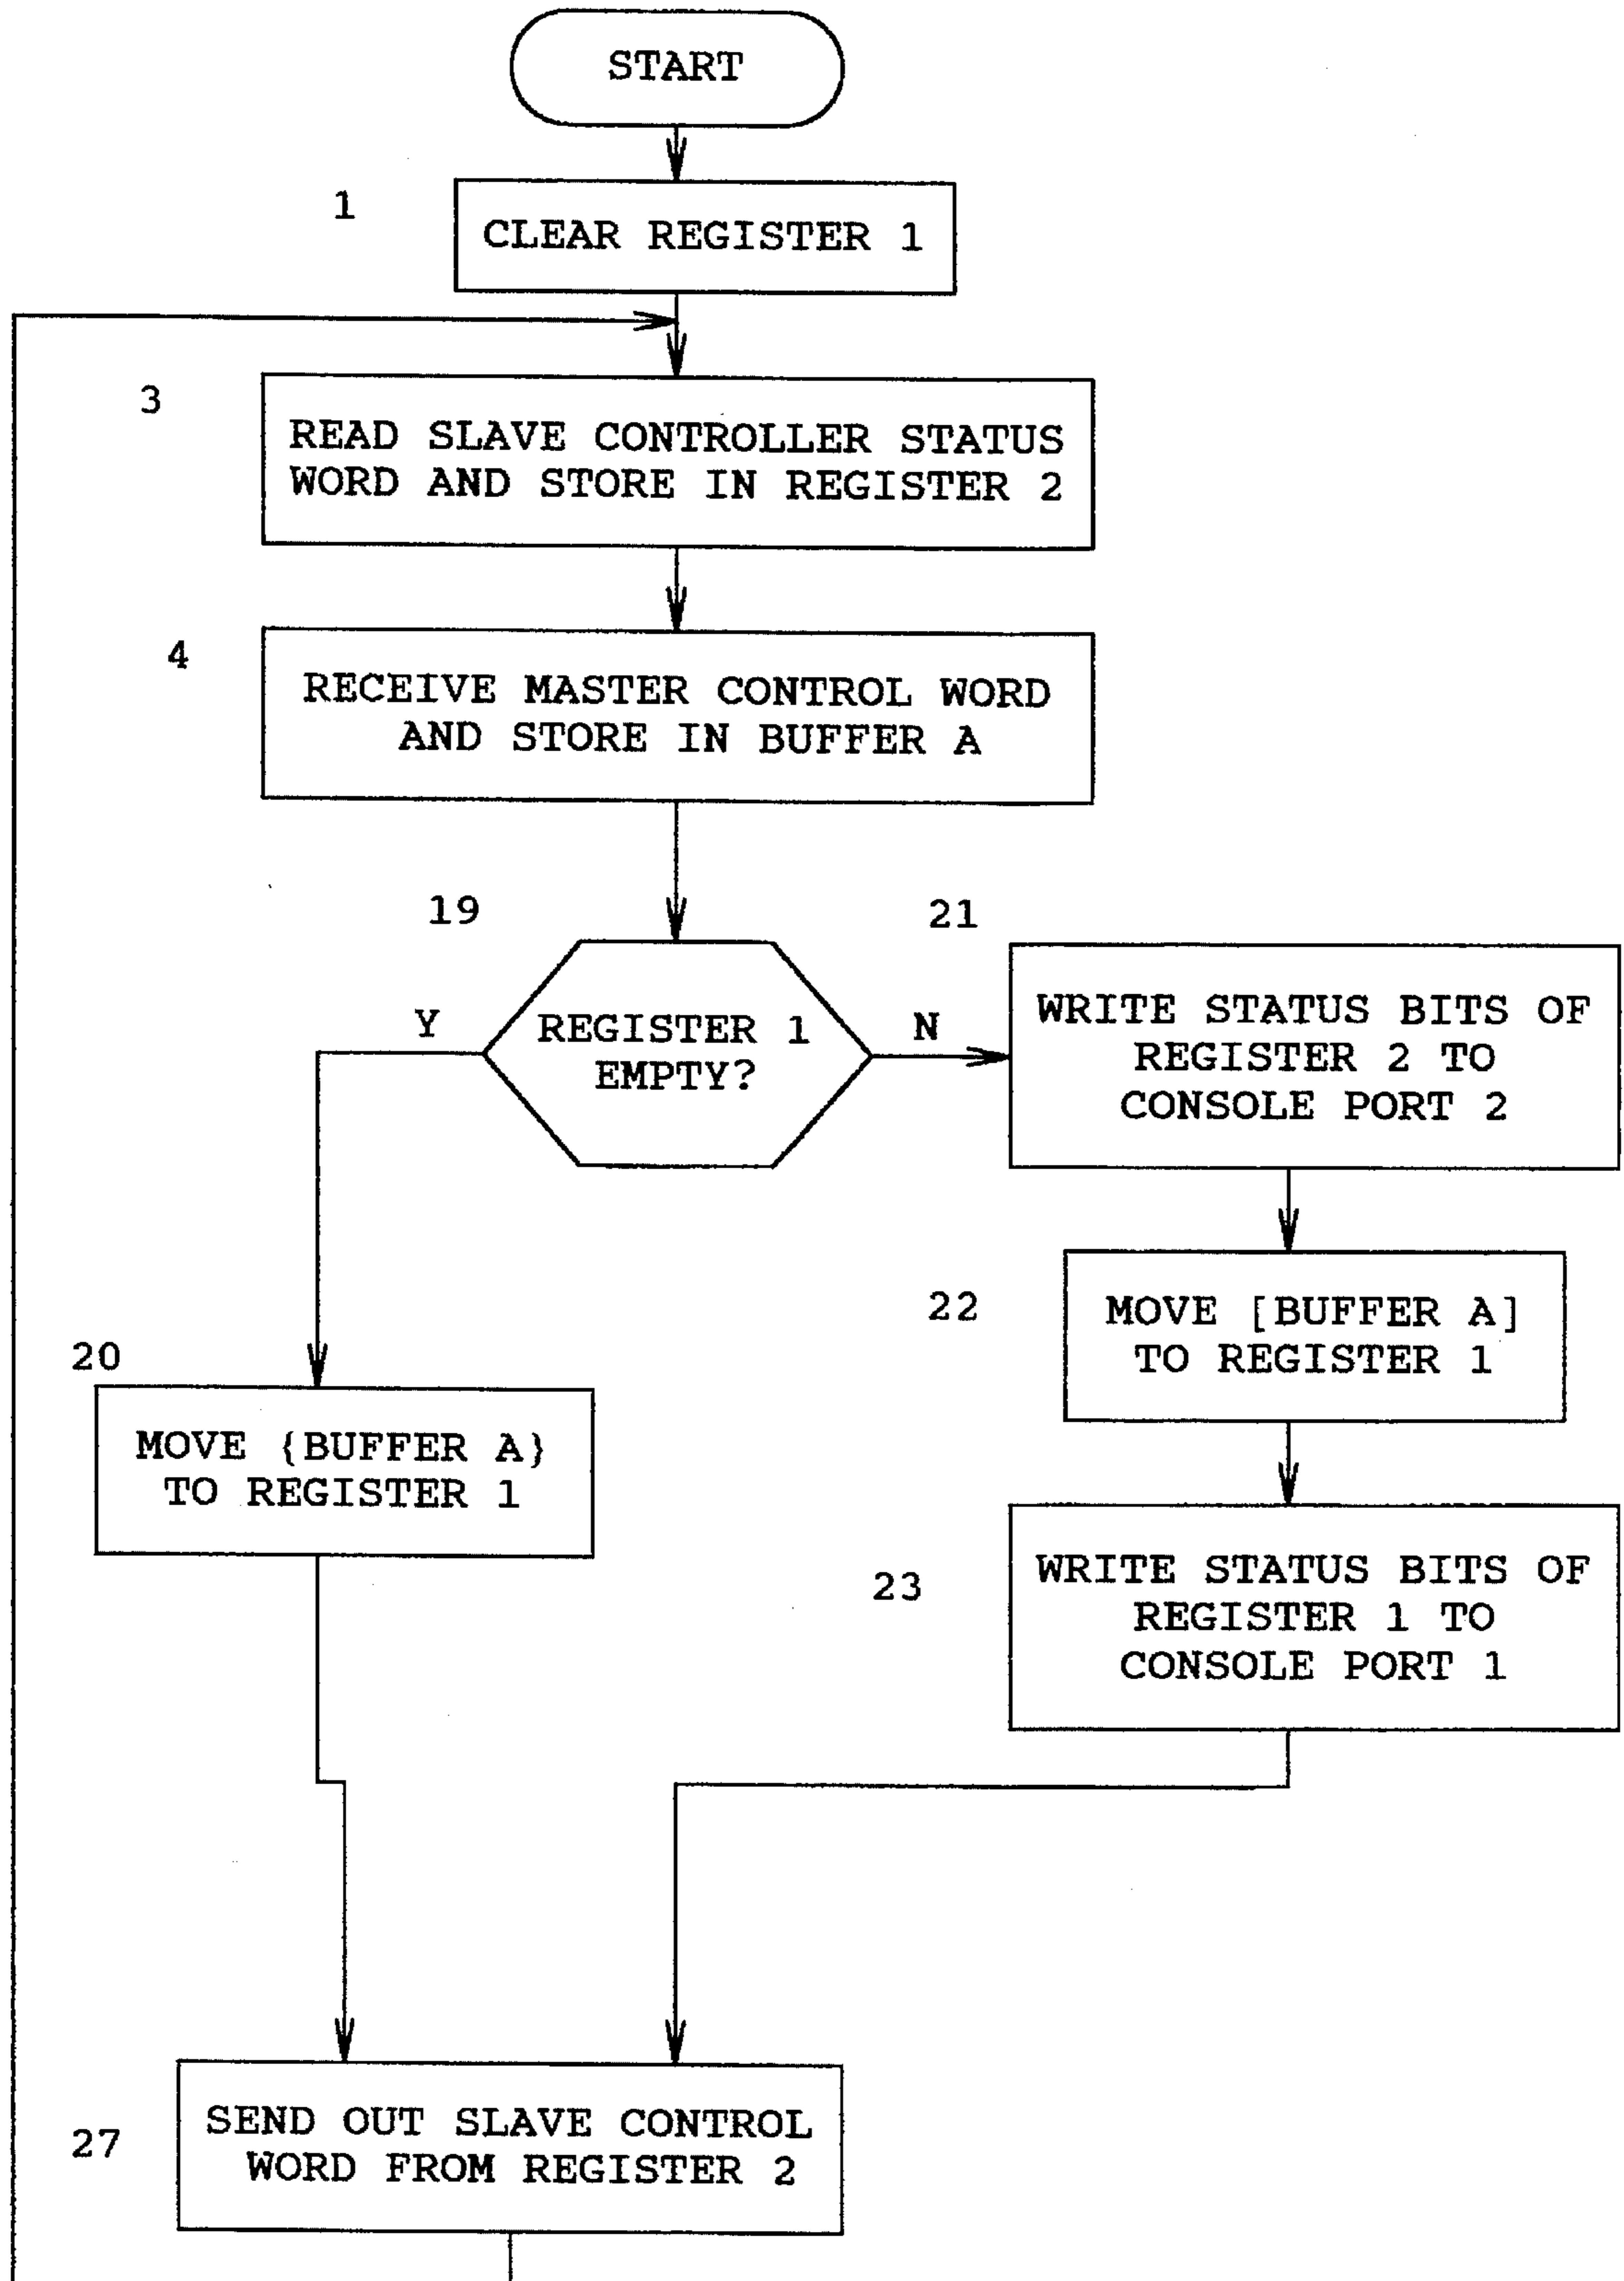 START
1
CLEAR REGISTER 1
3
READ SLAVE CONTROLLER STATUS
WORD AND STORE IN REGISTER 2
4
RECEIVE MASTER CONTROL WORD
AND STORE IN BUFFER A
19
REGISTER 1
EMPTY?
Y
N
21
WRITE STATUS BITS OF
REGISTER 2 TO
CONSOLE PORT 2
22
MOVE [BUFFER A]
TO REGISTER 1
20
MOVE {BUFFER A}
TO REGISTER 1
23
WRITE STATUS BITS OF
REGISTER 1 TO
CONSOLE PORT 1
27
SEND OUT SLAVE CONTROL
WORD FROM REGISTER 2